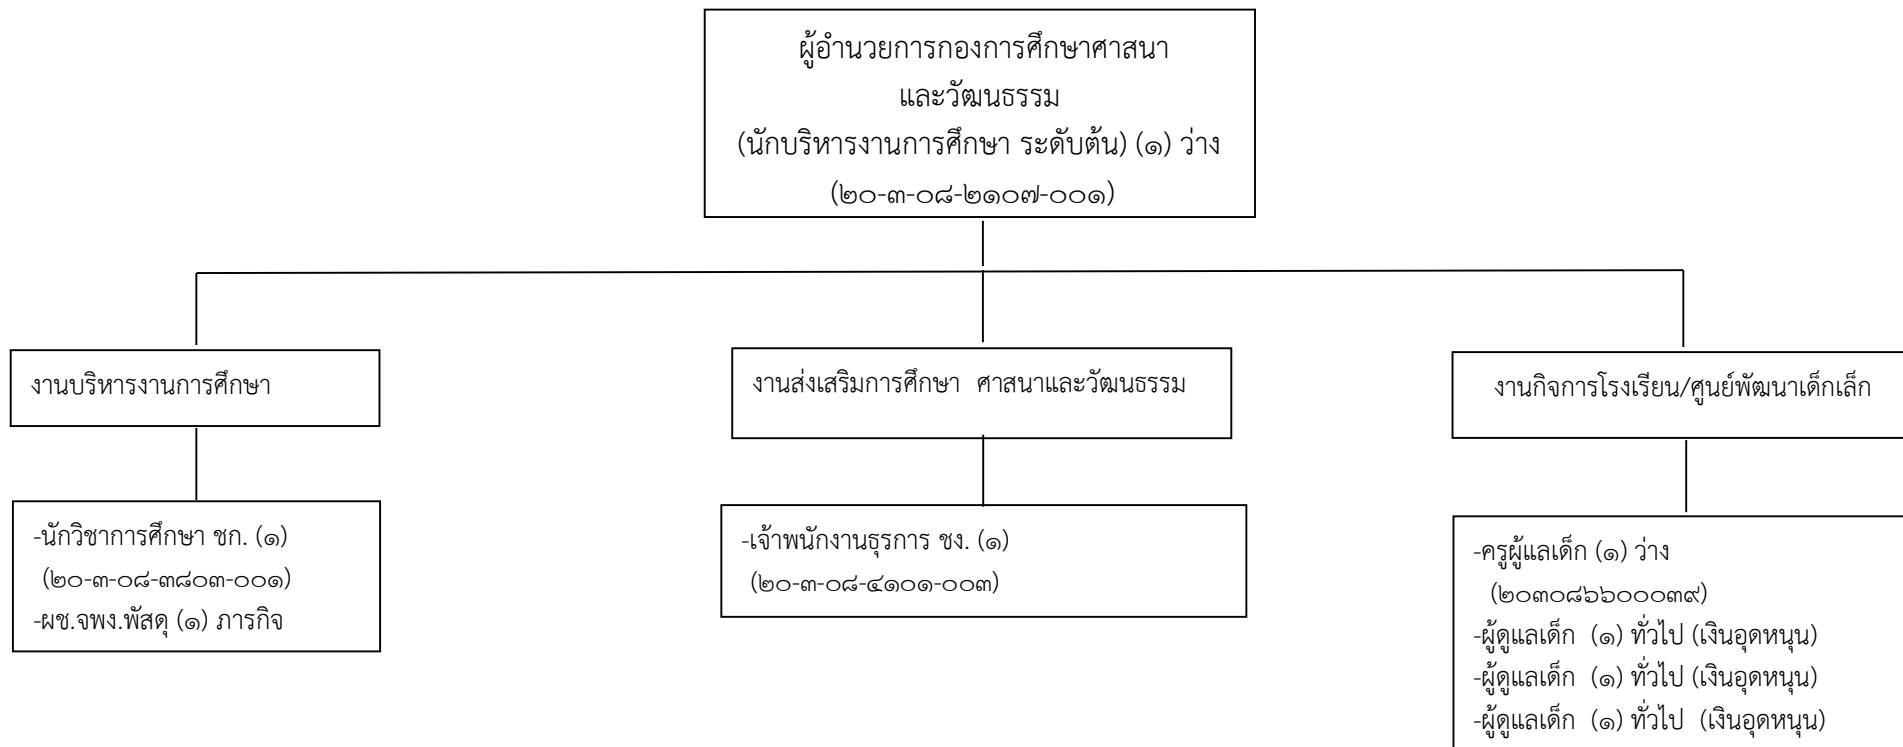 ผู้อำนวยการกองการศึกษาศาสนา
และวัฒนธรรม
(นักบริหารงานการศึกษา ระดับต้น) (๑) ว่าง
(๒๐-๓-๐๘-๒๑๐๗-๐๐๑)
งานบริหารงานการศึกษา
-นักวิชาการศึกษา ชก. (๑)
(๒๐-๓-๐๘-๓๘๐๓-๐๐๑)
-ผช.จพง.พัสดุ (๑) ภารกิจ
งานส่งเสริมการศึกษา ศาสนาและวัฒนธรรม
-เจ้าพนักงานธุรการ ชง. (๑)
(๒๐-๓-๐๘-๔๑๐๑-๐๐๓)
งานกิจการโรงเรียน/ศูนย์พัฒนาเด็กเล็ก
-ครูผู้แลเด็ก (๑) ว่าง
(๒๐๓๐๘๖๖๐๐๐๓๙)
-ผู้ดูแลเด็ก (๑) ทั่วไป (เงินอุดหนุน)
-ผู้ดูแลเด็ก (๑) ทั่วไป (เงินอุดหนุน)
-ผู้ดูแลเด็ก (๑) ทั่วไป (เงินอุดหนุน)